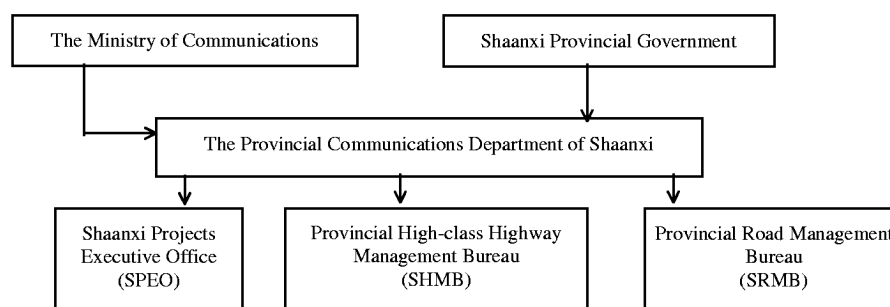 The Ministry of Communications
Shaanxi Provincial Government
The Provincial Communications Department of Shaanxi
Shaanxi Projects
Executive Office
(SPEO)
Provincial High-class Highway
Management Bureau
(SHMB)
Provincial Road Management
Bureau
(SRMB)